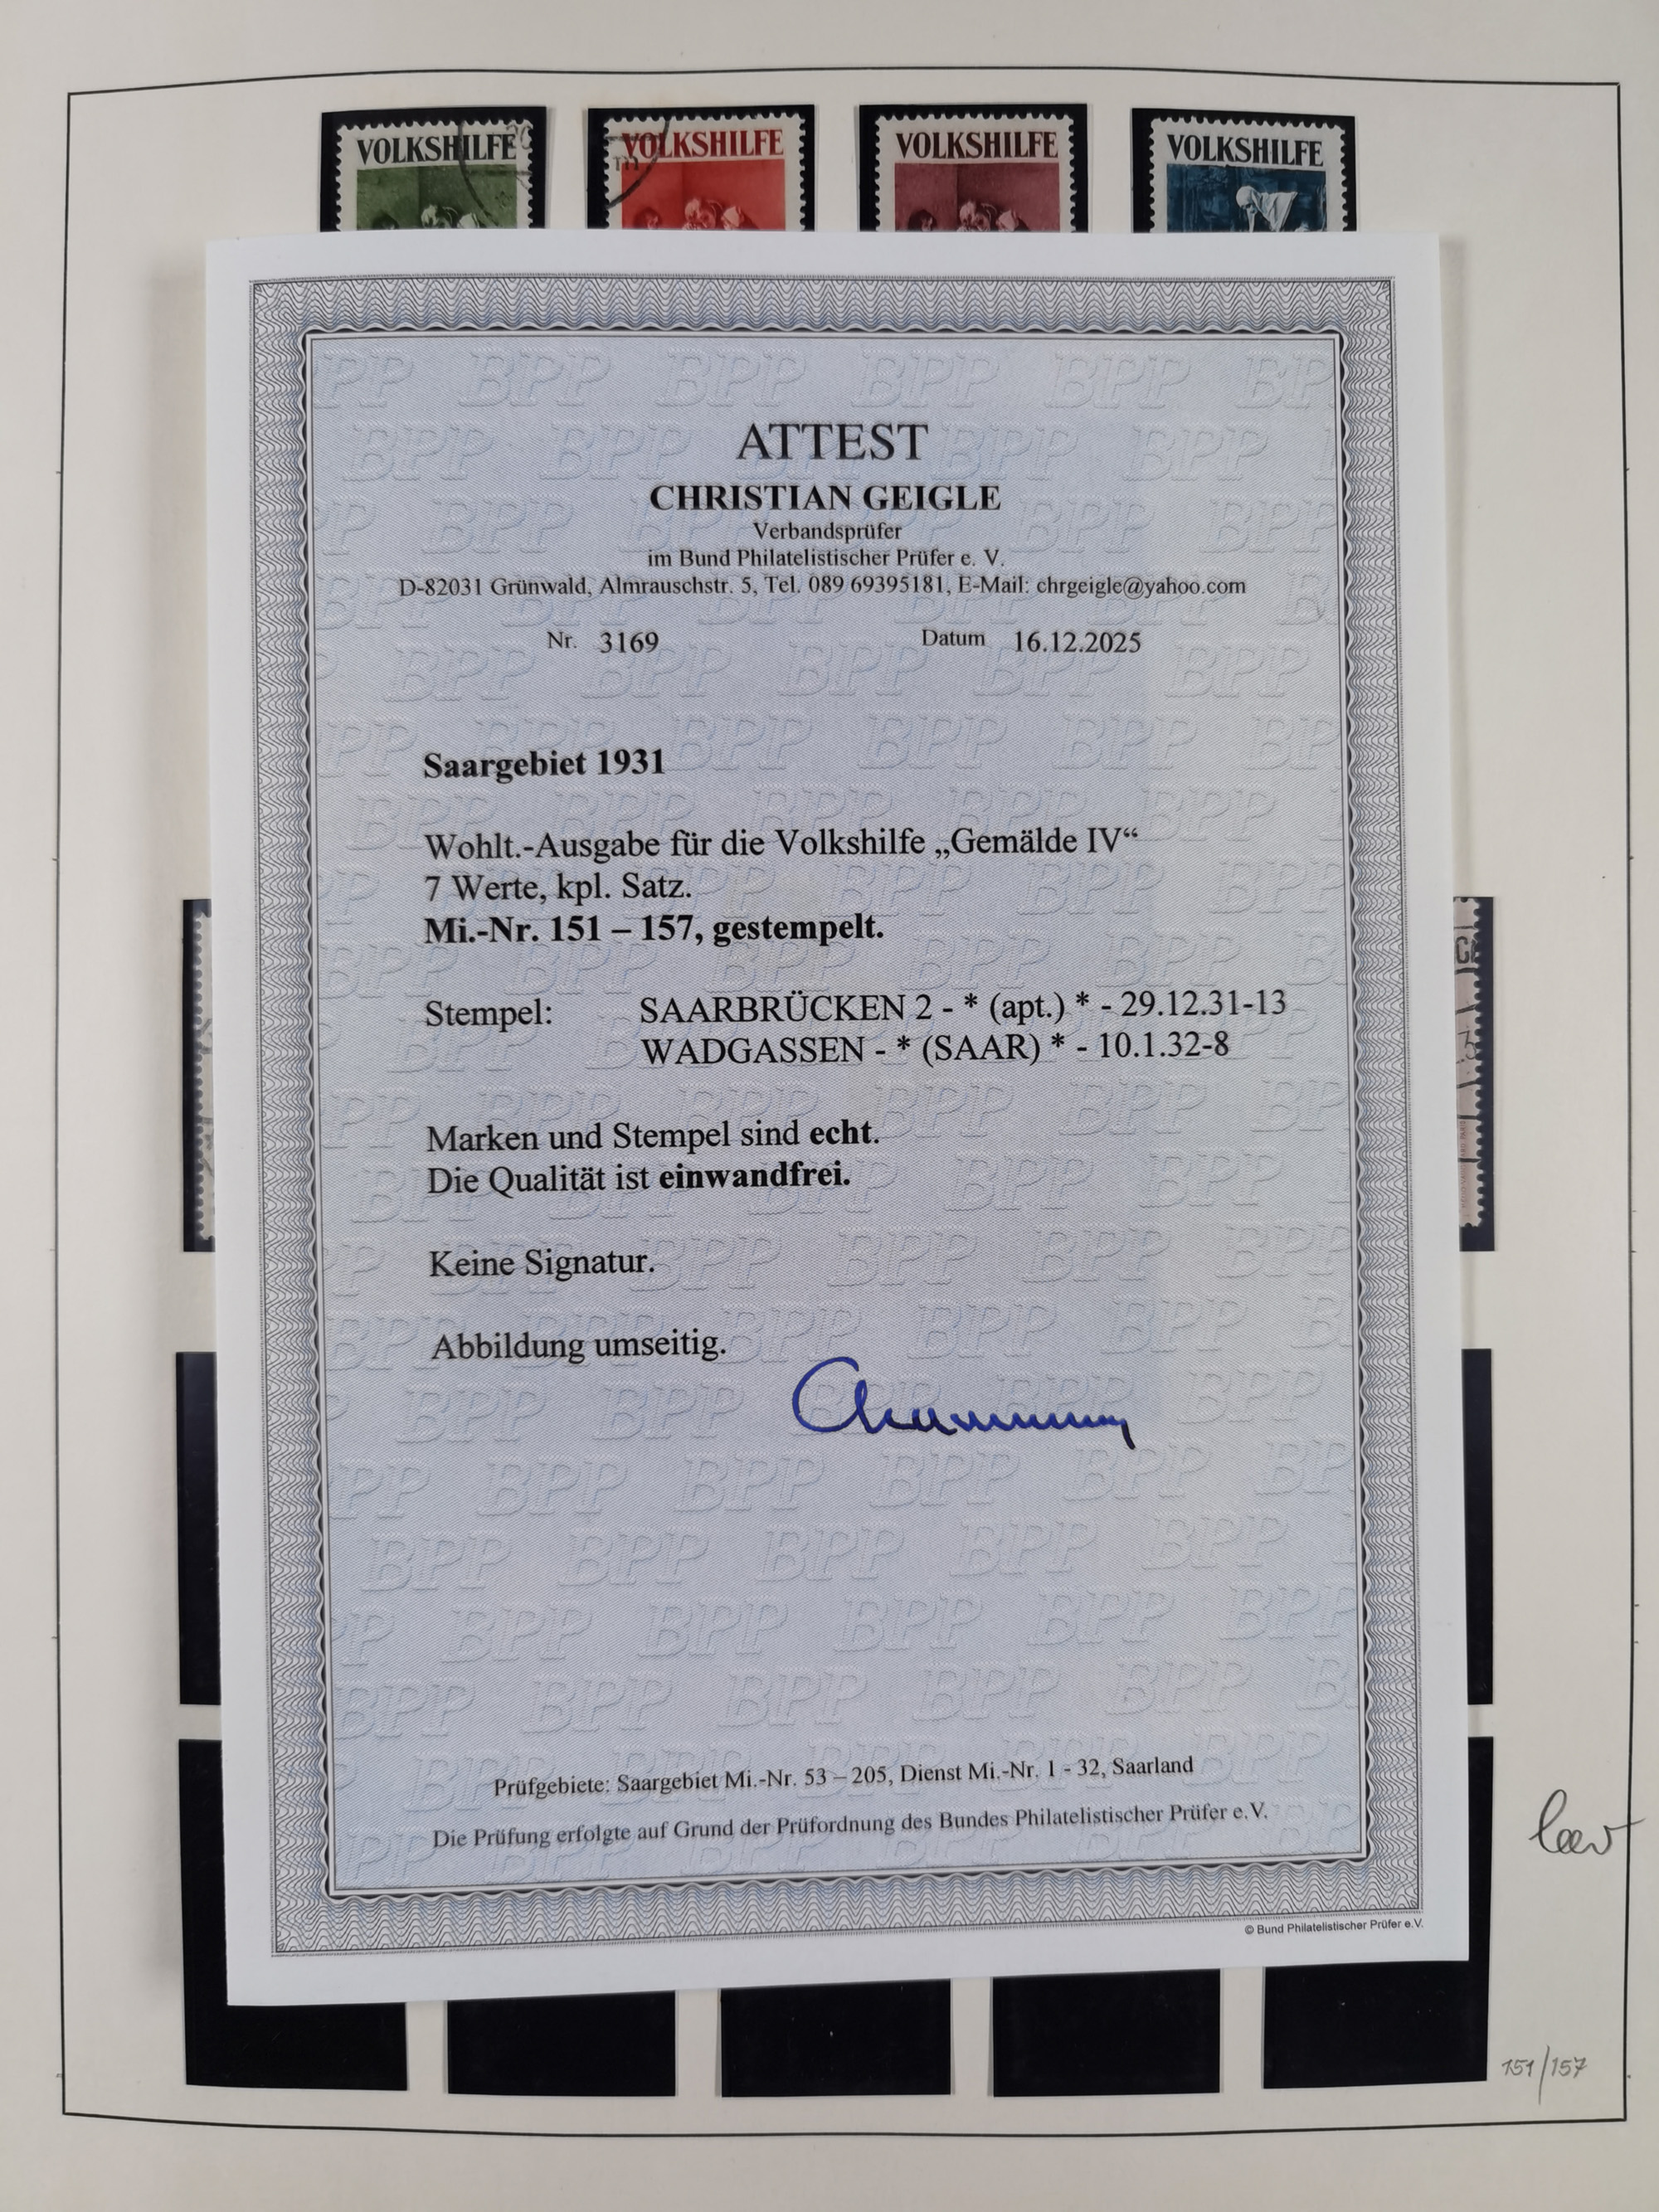 VOLKSHILFE
VOLKSHILFE
VOLKSHILFE
VOLKSHILFE
ATTEST
CHRISTIAN GEIGLE
Verbandsprüfer
im Bund Philatelistischer Prüfer e. V.
D-82031 Grünwald, Almrauschstr. 5, Tel. 089 69395181, E-Mail: chrgeigle@yahoo.com
Nr. 3169 Datum 16.12.2025
Saargebiet 1931
Wohlt.-Ausgabe für die Volkshilfe „Gemälde IV“
7 Werte, kpl. Satz.
Mi.-Nr. 151 – 157, gestempelt.
Stempel: SAARBRÜCKEN 2 - * (apt.) * - 29.12.31-13
WADGASSEN - * (SAAR) * - 10.1.32-8
Marken und Stempel sind echt.
Die Qualität ist einwandfrei.
Keine Signatur.
Abbildung umseitig.
Prüfgebiete: Saargebiet Mi.-Nr. 53 – 205, Dienst Mi.-Nr. 1 - 32, Saarland
Die Prüfung erfolgte auf Grund der Prüfordnung des Bundes Philatelistischer Prüfer e.V.
© Bund Philatelistischer Prüfer e.V.
leer
151/157